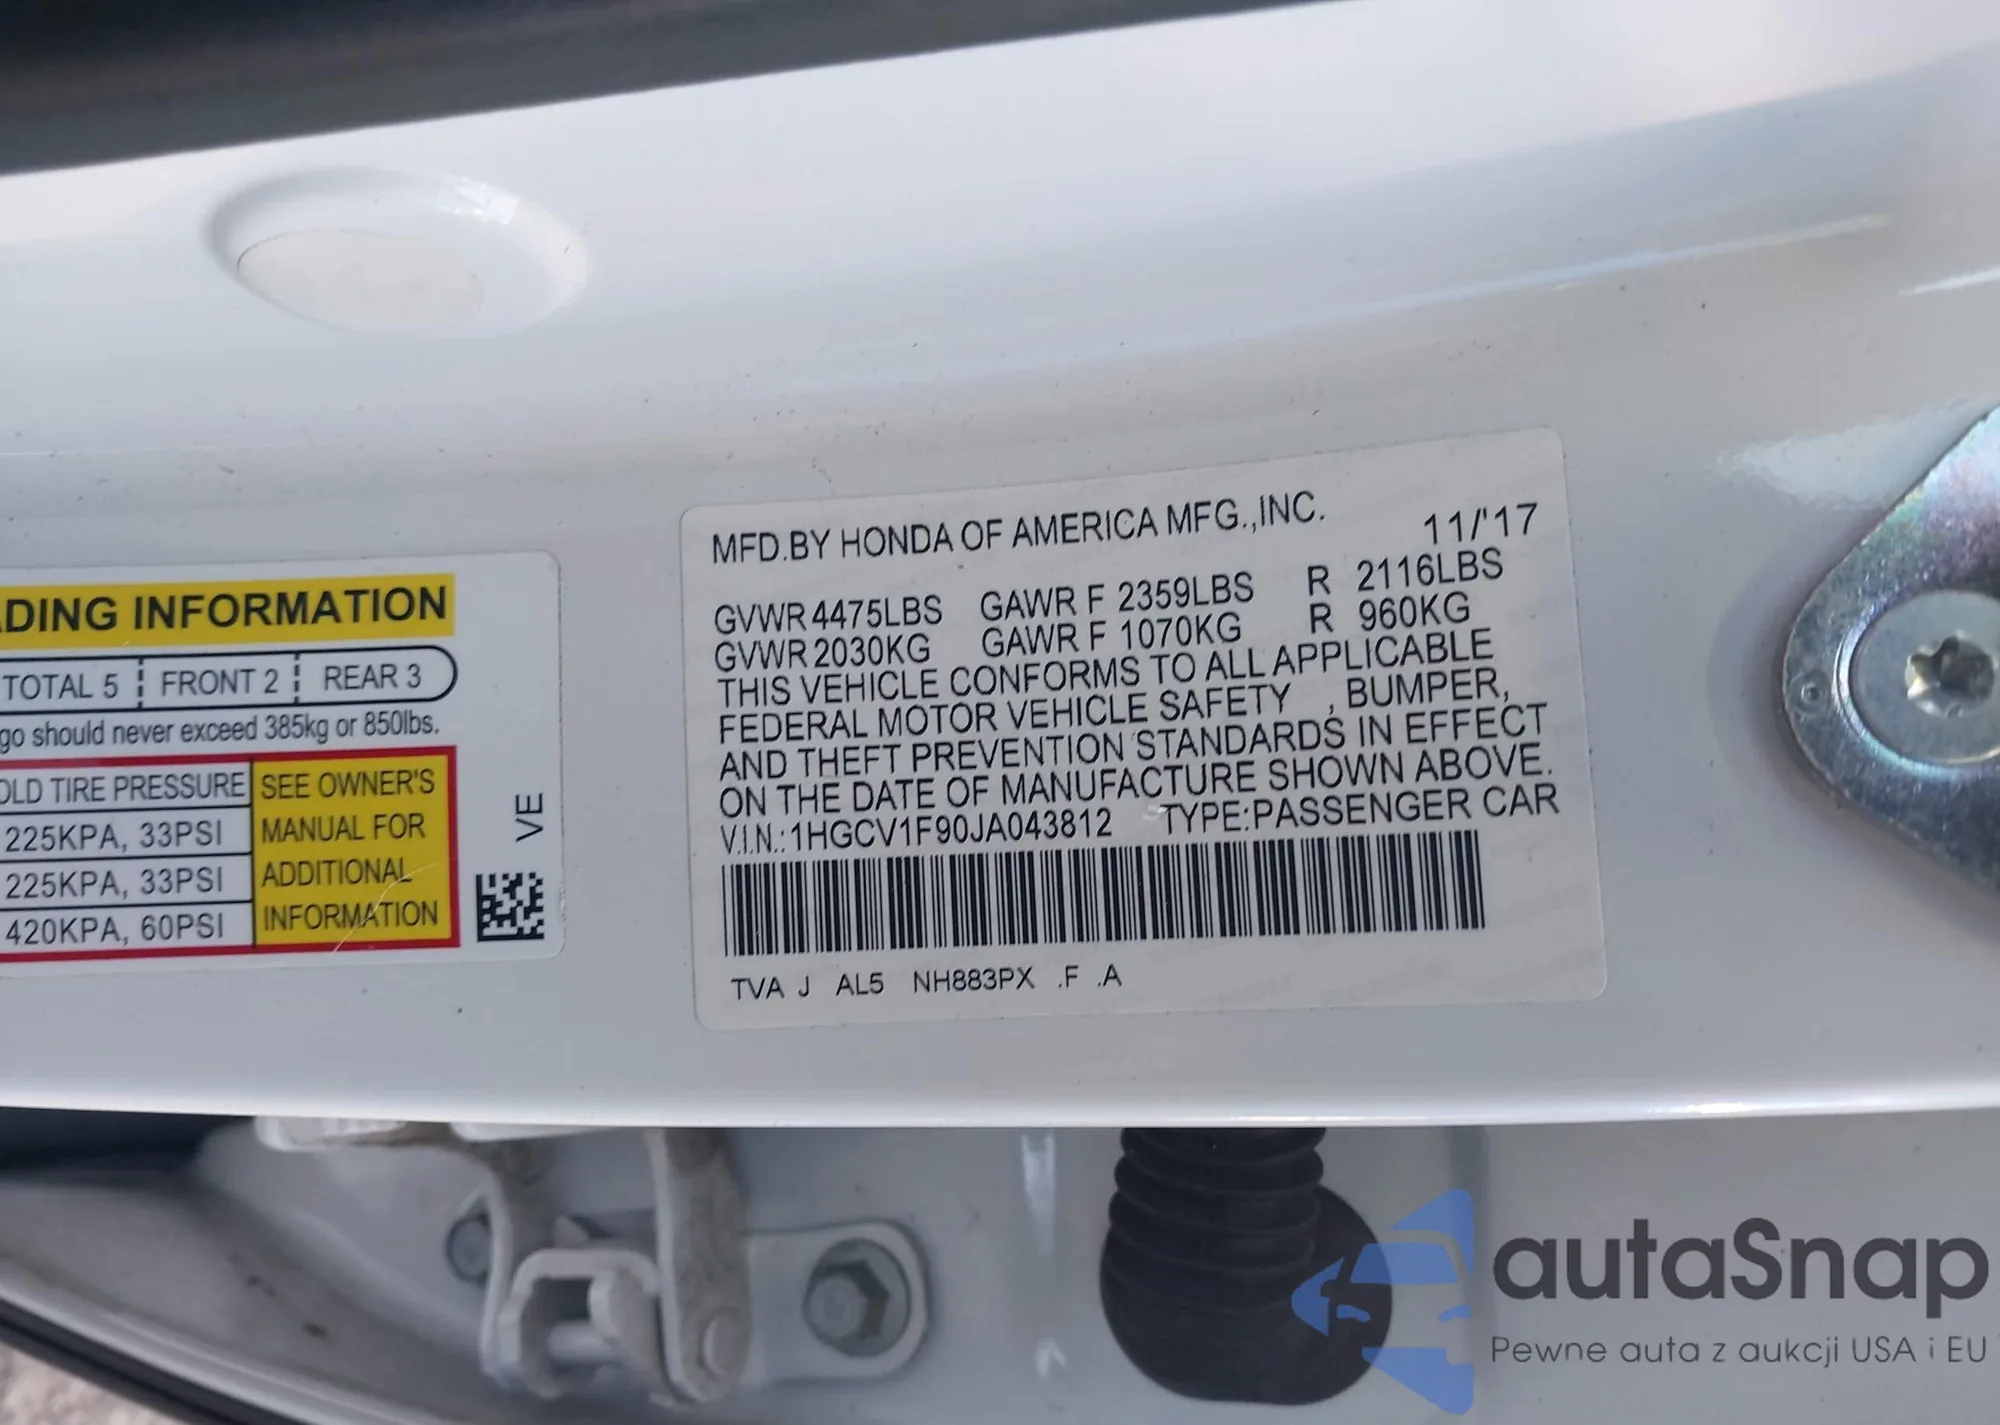 ADING INFORMATION
TOTAL 5 FRONT 2 REAR 3
go should never exceed 385kg or 850lbs.
OLD TIRE PRESSURE
225KPA, 33PSI
225KPA, 33PSI
420KPA, 60PSI
SEE OWNER'S
MANUAL FOR
ADDITIONAL
INFORMATION
VE
MFD.BY HONDA OF AMERICA MFG.,INC. 11/'17
GVWR 4475LBS GAWR F 2359LBS R 2116LBS
GVWR 2030KG GAWR F 1070KG R 960KG
THIS VEHICLE CONFORMS TO ALL APPLICABLE
FEDERAL MOTOR VEHICLE SAFETY , BUMPER,
AND THEFT PREVENTION STANDARDS IN EFFECT
ON THE DATE OF MANUFACTURE SHOWN ABOVE.
V.I.N.: 1HGCV1F90JA043812 TYPE:PASSENGER CAR
TVA J AL5 NH883PX .F .A
autaSnap
Pewne auta z aukcji USA i EU